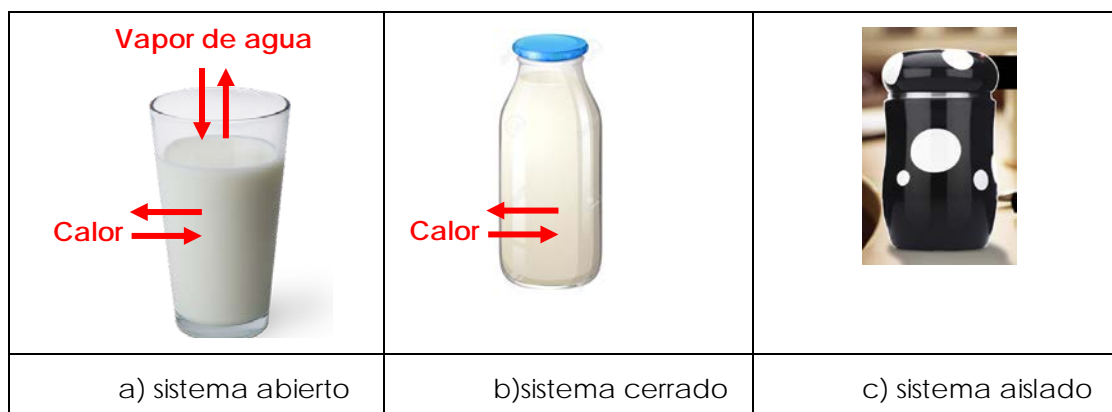 Vapor de agua
Calor
Calor
a) sistema abierto
b)sistema cerrado
c) sistema aislado